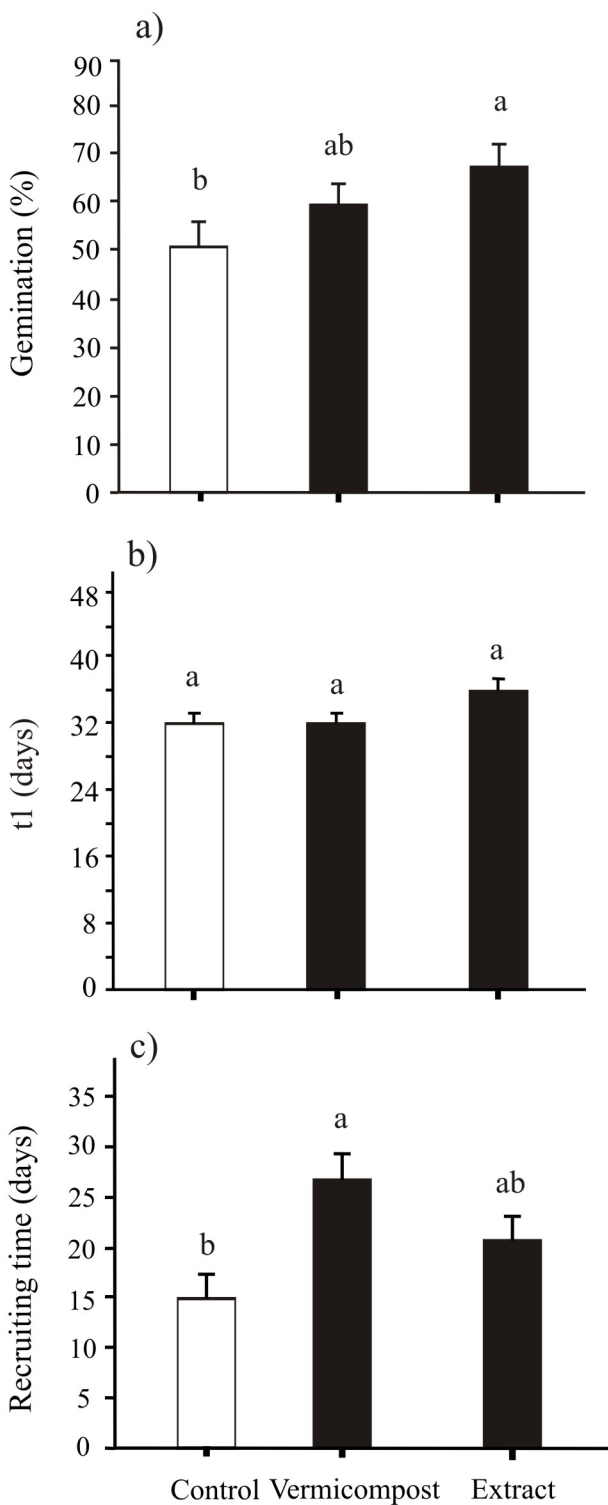 a)
Gemination (%)
90
80
70
60
50
40
30
20
10
0
b
ab
a
b)
t1 (days)
48
40
32
24
16
8
0
a
a
a
c)
Recruiting time (days)
35
30
25
20
15
10
5
0
b
a
ab
Control Vermicompost Extract